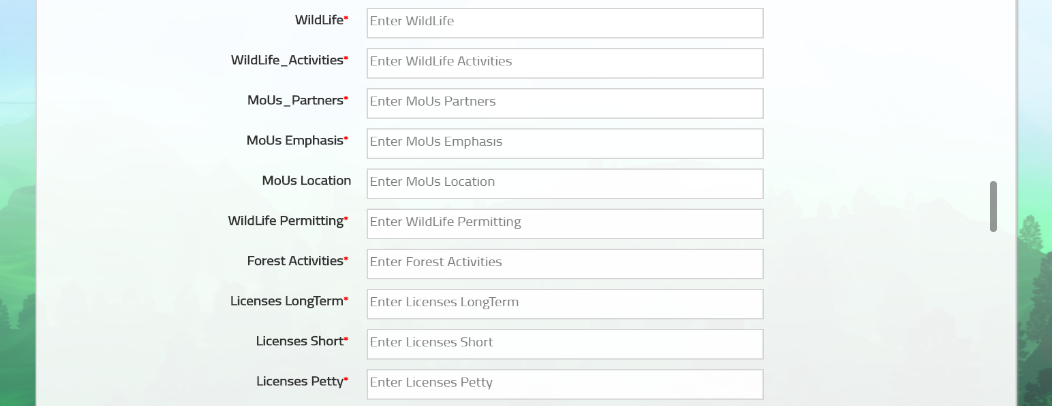 WildLife* Enter WildLife
WildLife_Activities* Enter WildLife Activities
MoUs_Partners* Enter MoUs Partners
MoUs Emphasis* Enter MoUs Emphasis
MoUs Location Enter MoUs Location
WildLife Permitting* Enter WildLife Permitting
Forest Activities* Enter Forest Activities
Licenses LongTerm* Enter Licenses LongTerm
Licenses Short* Enter Licenses Short
Licenses Petty* Enter Licenses Petty